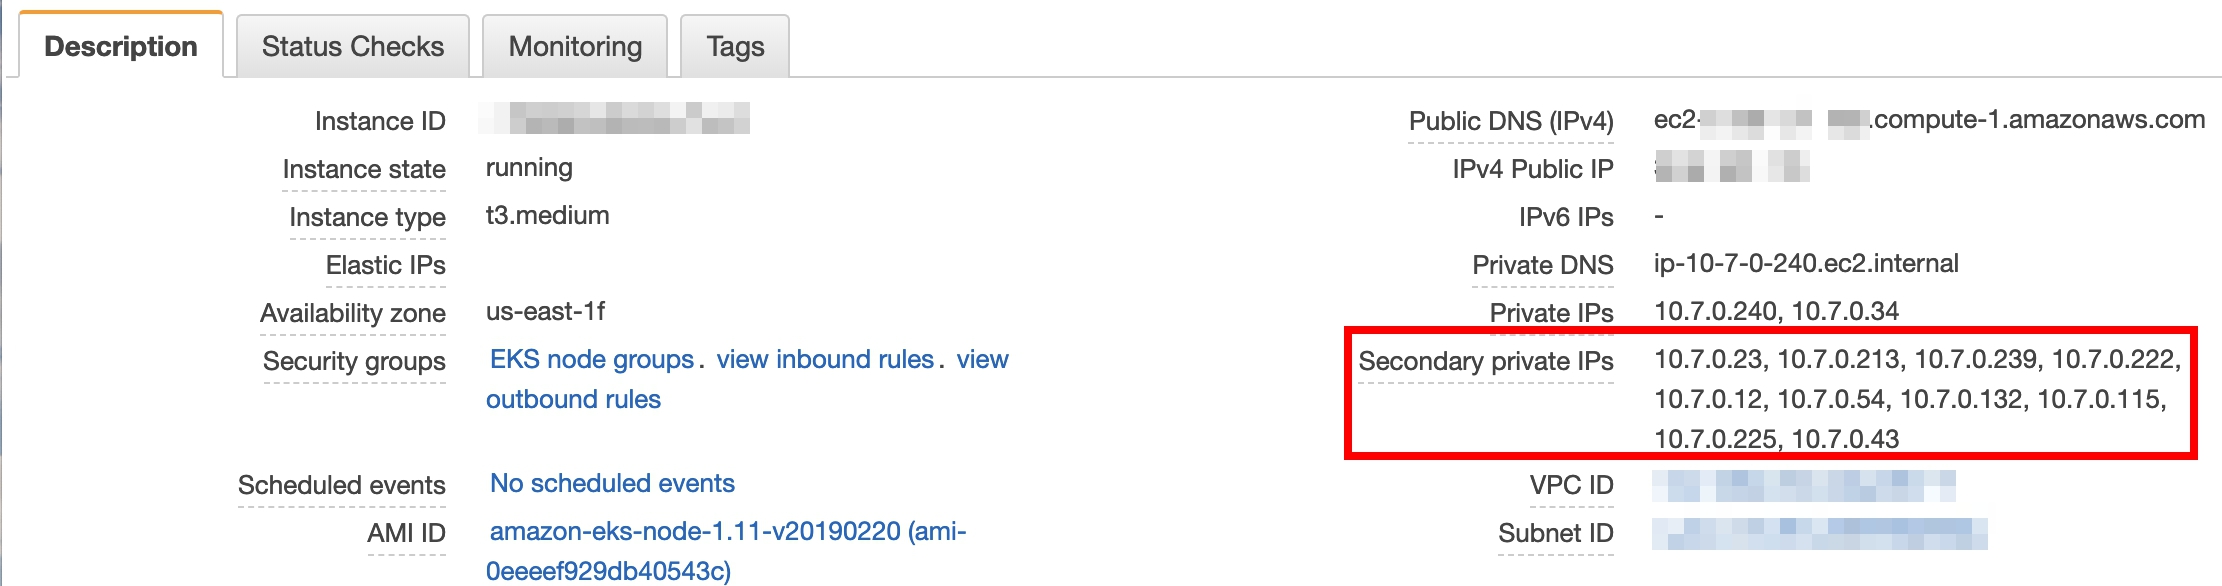 Description Status Checks Monitoring Tags
Instance ID
Instance state running
Instance type t3.medium
Elastic IPs
Availability zone us-east-1f
Security groups EKS node groups. view inbound rules. view
outbound rules
Scheduled events No scheduled events
AMI ID amazon-eks-node-1.11-v20190220 (ami-
0eeeef929db40543c)
Public DNS (IPv4) ec2- .compute-1.amazonaws.com
IPv4 Public IP
IPv6 IPs -
Private DNS ip-10-7-0-240.ec2.internal
Private IPs 10.7.0.240, 10.7.0.34
Secondary private IPs 10.7.0.23, 10.7.0.213, 10.7.0.239, 10.7.0.222,
10.7.0.12, 10.7.0.54, 10.7.0.132, 10.7.0.115,
10.7.0.225, 10.7.0.43
VPC ID
Subnet ID